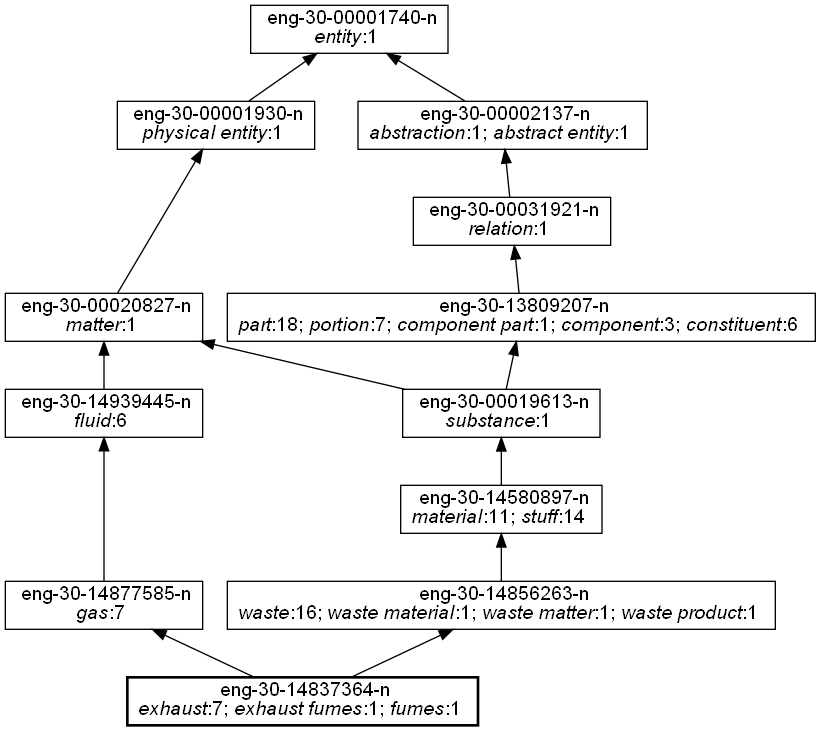 eng-30-00001740-n
entity:1
eng-30-00001930-n
physical entity:1
eng-30-00002137-n
abstraction:1; abstract entity:1
eng-30-00031921-n
relation:1
eng-30-00020827-n
matter:1
eng-30-13809207-n
part:18; portion:7; component part:1; component:3; constituent:6
eng-30-14939445-n
fluid:6
eng-30-00019613-n
substance:1
eng-30-14580897-n
material:11; stuff:14
eng-30-14877585-n
gas:7
eng-30-14856263-n
waste:16; waste material:1; waste matter:1; waste product:1
eng-30-14837364-n
exhaust:7; exhaust fumes:1; fumes:1